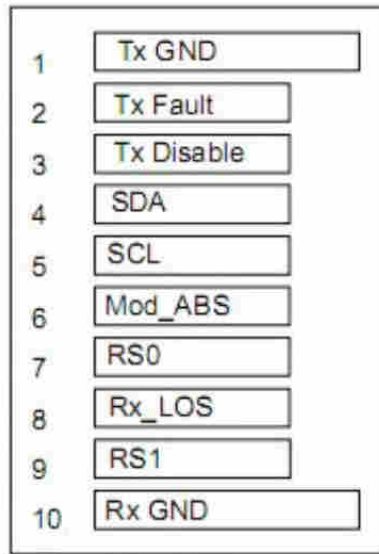 1 Tx GND
2 Tx Fault
3 Tx Disable
4 SDA
5 SCL
6 Mod_ABS
7 RS0
8 Rx_LOS
9 RS1
10 Rx GND